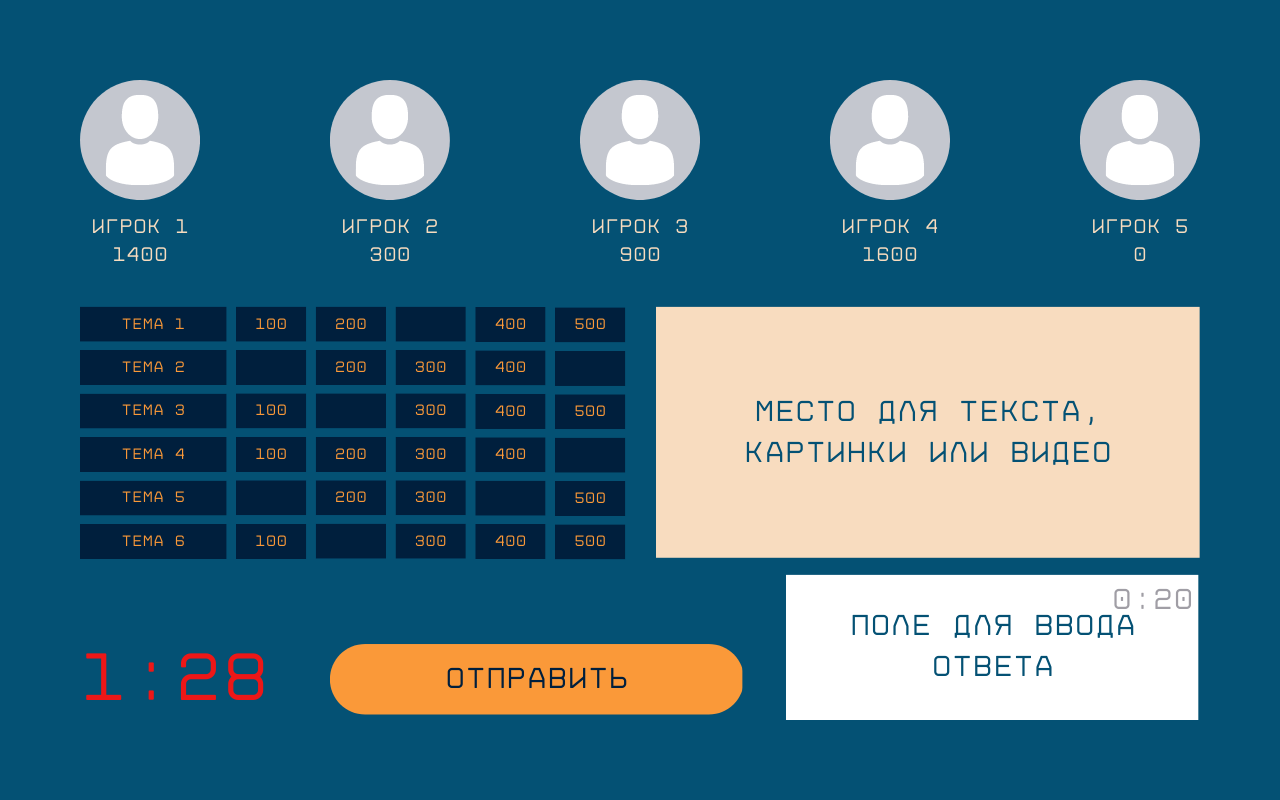 ИГРОК 1 ИГРОК 2 ИГРОК 3 ИГРОК 4 ИГРОК 5
1400 300 900 1600 0
ТЕМА 1 100 200 400 500
ТЕМА 2 200 300 400
ТЕМА 3 100 300 400 500
ТЕМА 4 100 200 300 400
ТЕМА 5 200 300 500
ТЕМА 6 100 300 400 500
МЕСТО ДЛЯ ТЕКСТА,
КАРТИНКИ ИЛИ ВИДЕО
1:28
ОТПРАВИТЬ
0:20
ПОЛЕ ДЛЯ ВВОДА
ОТВЕТА